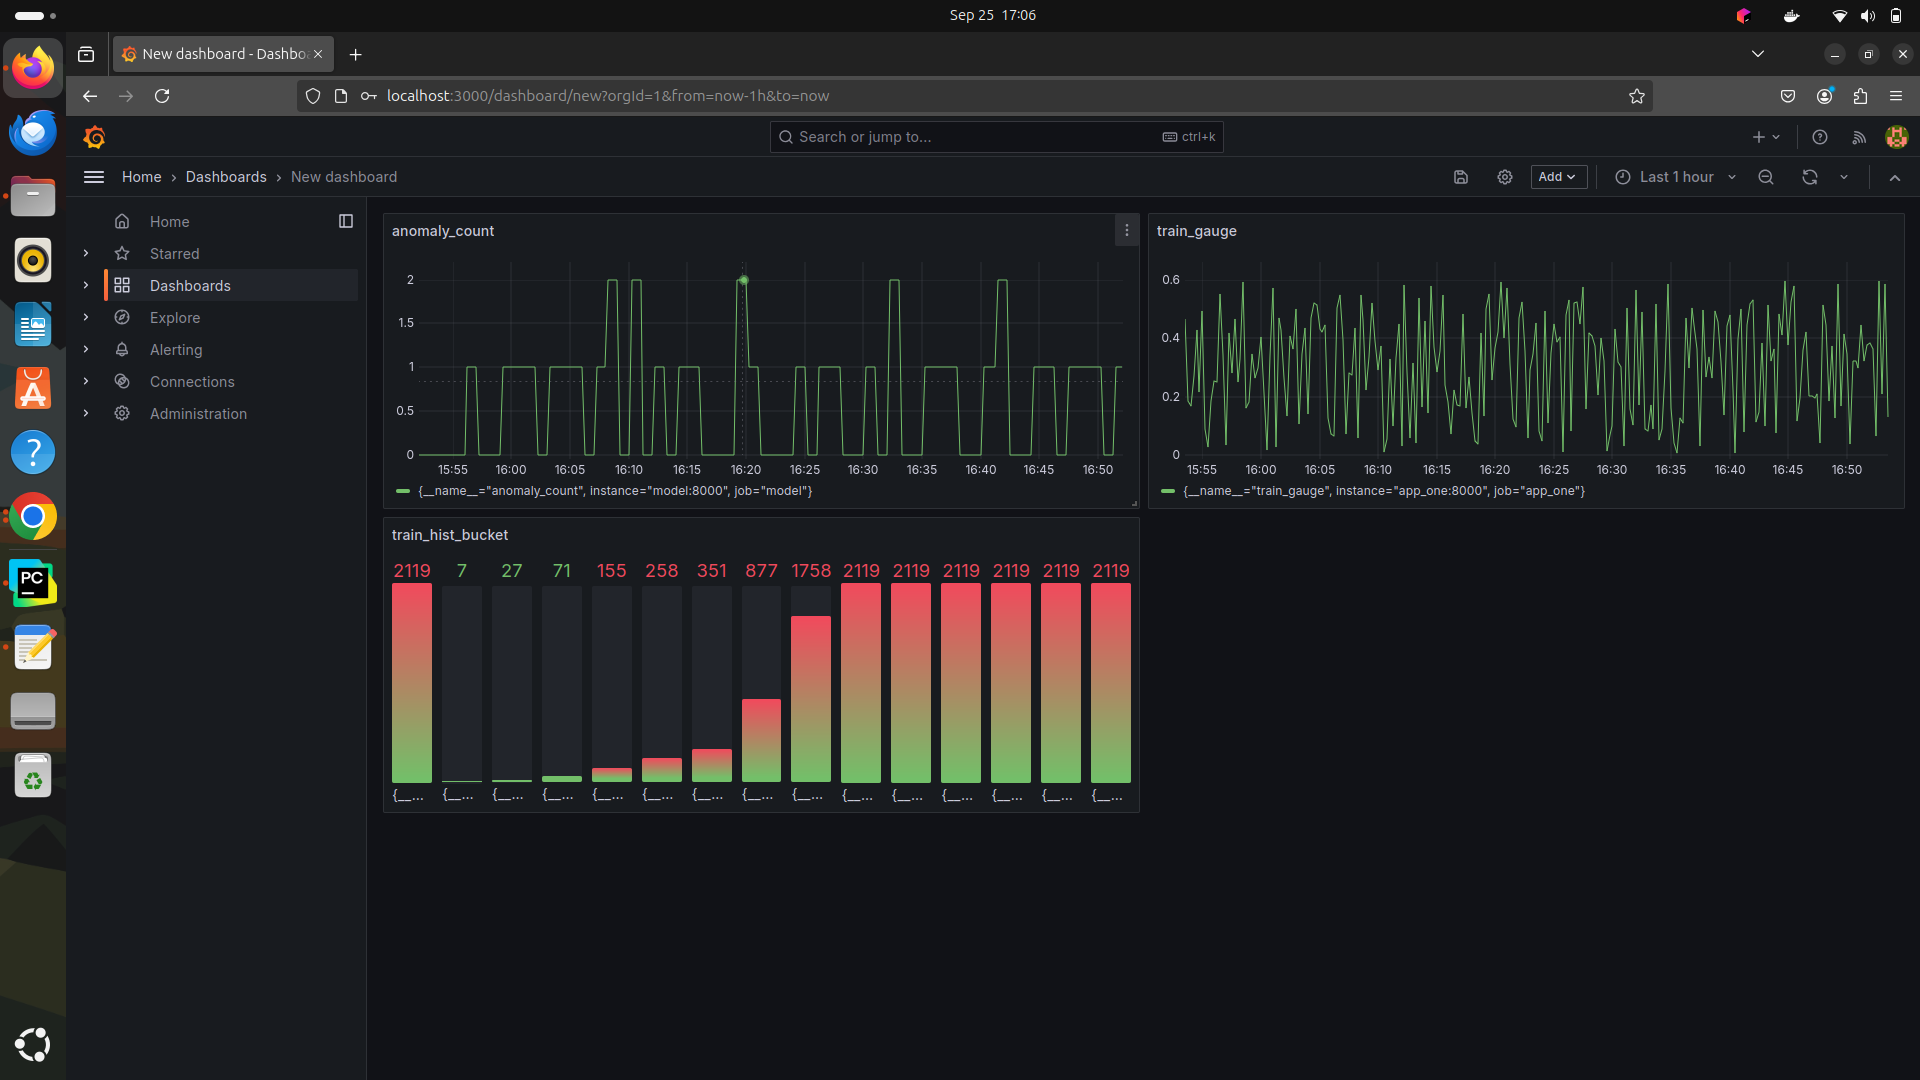 Sep 25 17:06
New dashboard - Dashbo
localhost:3000/dashboard/new?orgId=1&from=now-1h&to=now
Search or jump to...
ctrl+k
Home › Dashboards › New dashboard
Add
Last 1 hour
Home
Starred
Dashboards
Explore
Alerting
Connections
Administration
anomaly_count
2
1.5
1
0.5
0
15:55 16:00 16:05 16:10 16:15 16:20 16:25 16:30 16:35 16:40 16:45 16:50
{__name__="anomaly_count", instance="model:8000", job="model"}
train_gauge
0.6
0.4
0.2
0
15:55 16:00 16:05 16:10 16:15 16:20 16:25 16:30 16:35 16:40 16:45 16:50
{__name__="train_gauge", instance="app_one:8000", job="app_one"}
train_hist_bucket
2119 7 27 71 155 258 351 877 1758 2119 2119 2119 2119 2119 2119
{__... {__... {__... {__... {__... {__... {__... {__... {__... {__... {__... {__... {__... {__... {__...
PC